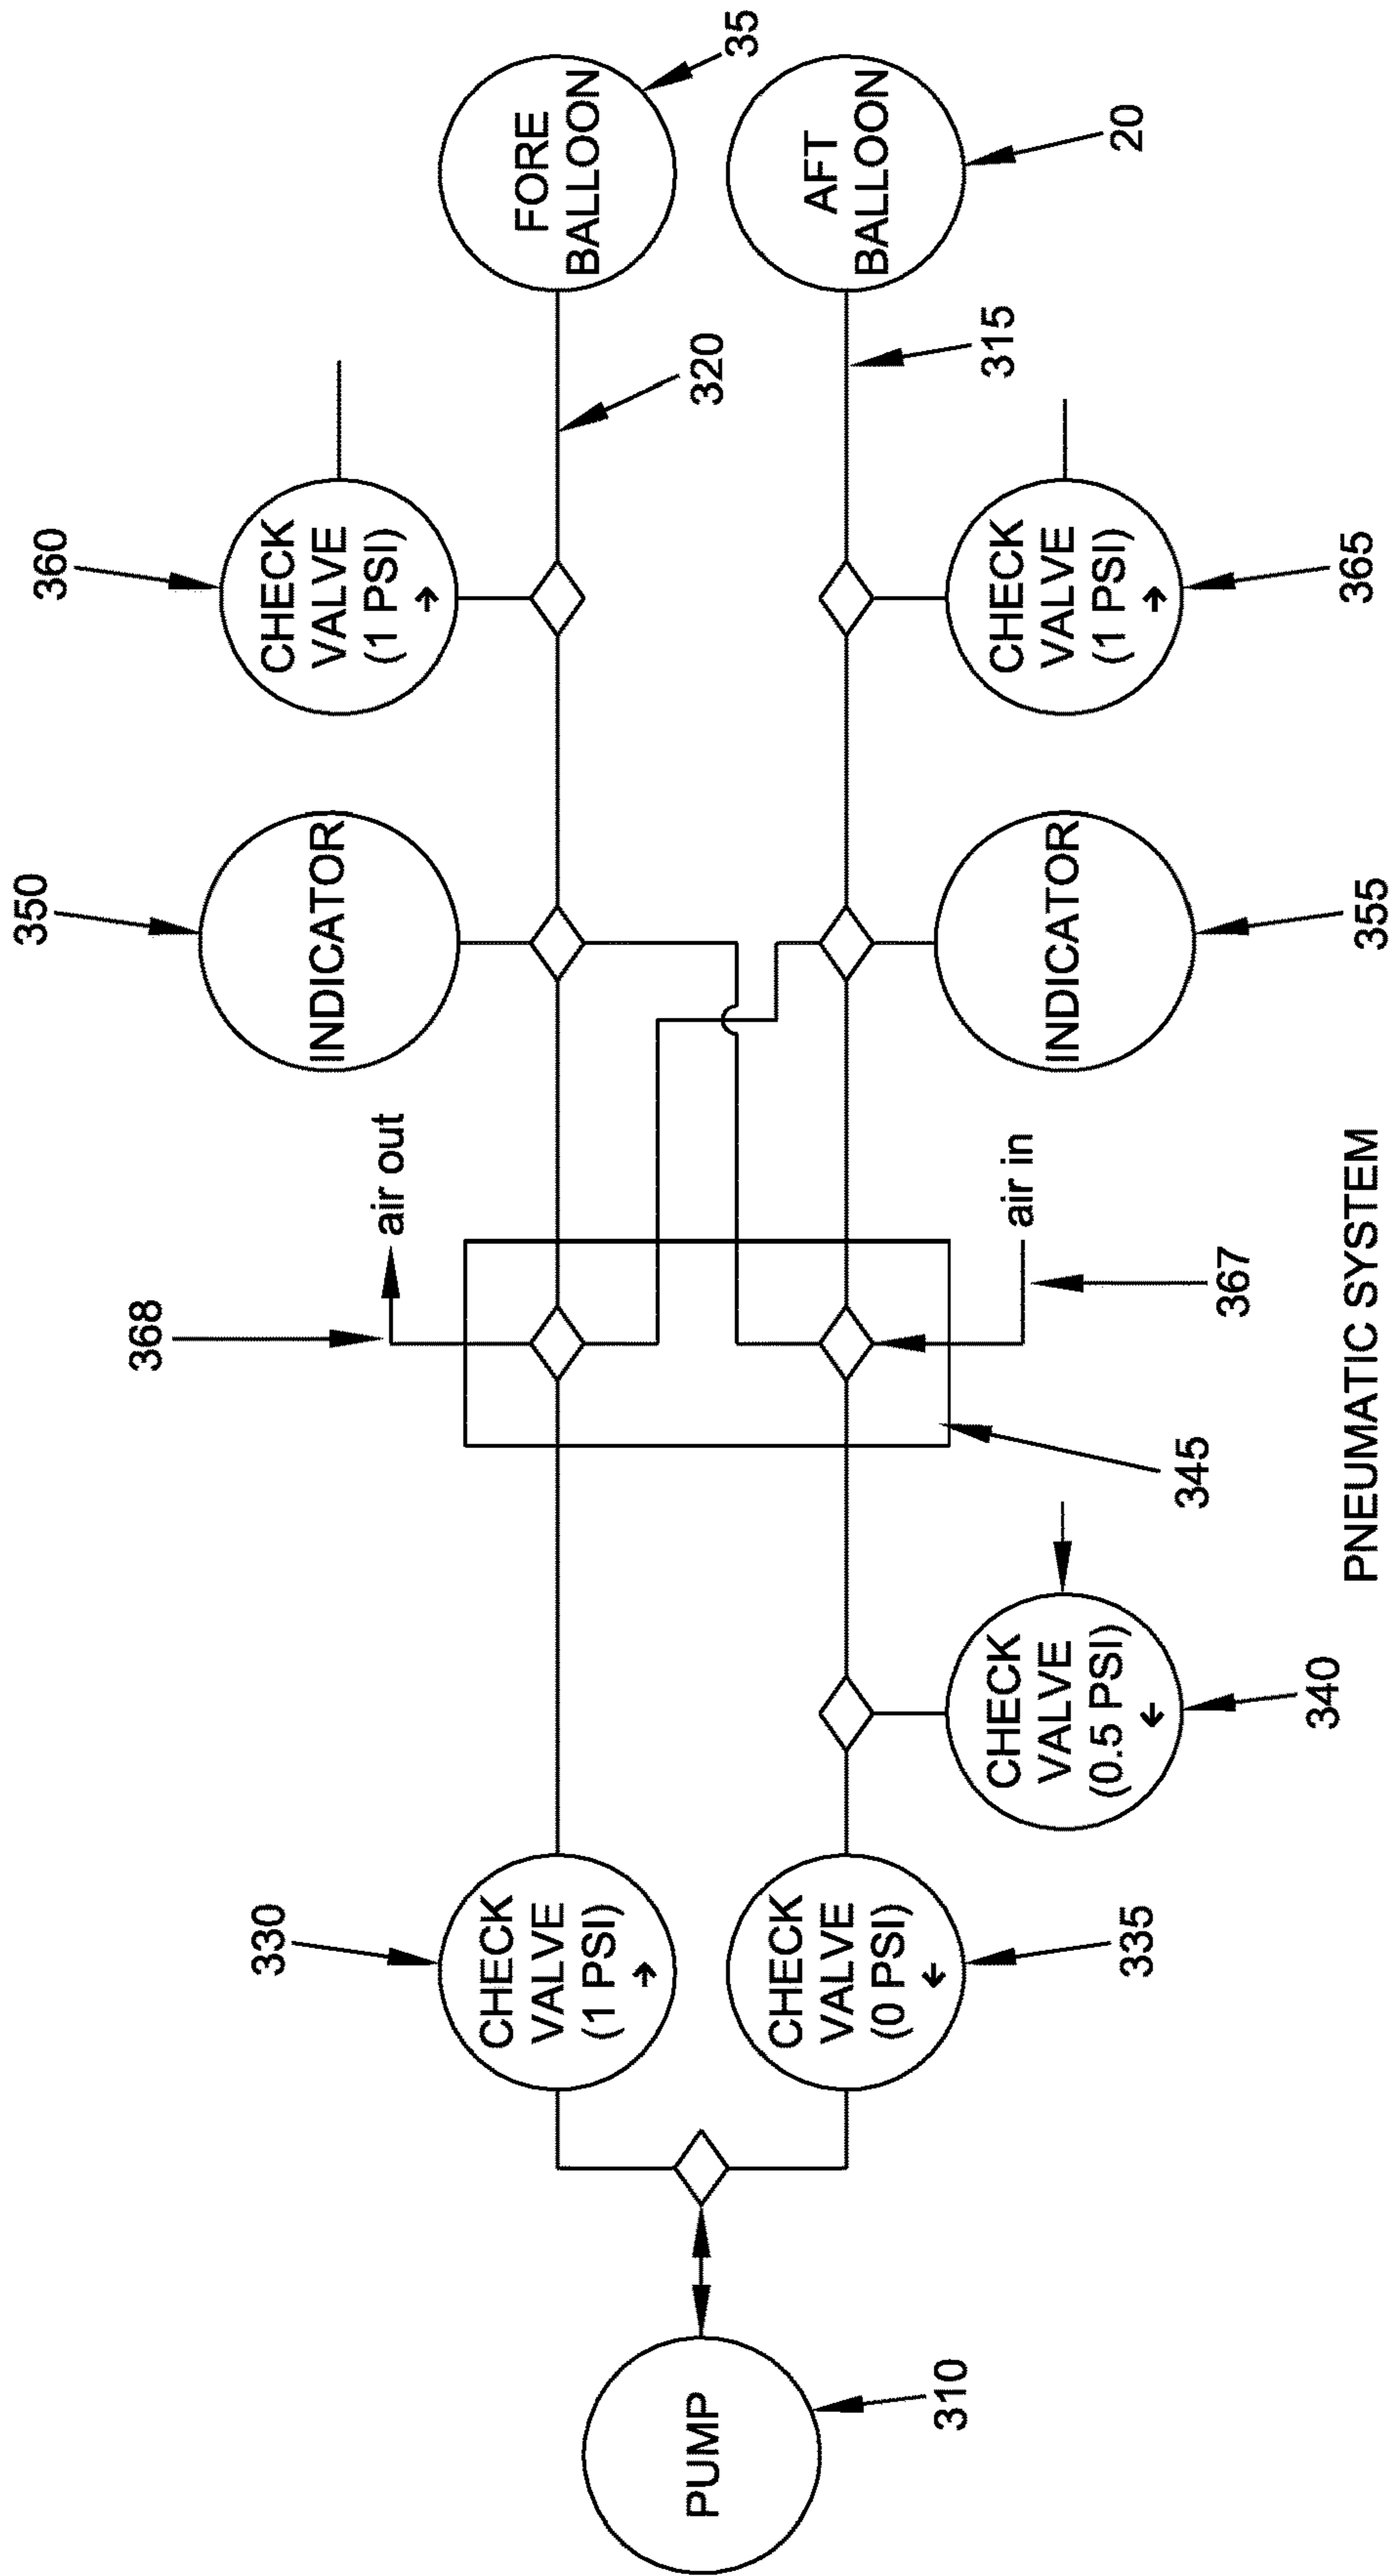 360
350
368
330
CHECK
VALVE
(1 PSI)
→
INDICATOR
air out
35
FORE
BALLOON
CHECK
VALVE
(1 PSI)
→
320
PUMP
310
CHECK
VALVE
(0 PSI)
←
335
AFT
BALLOON
20
315
CHECK
VALVE
(0.5 PSI)
←
340
345
air in
367
INDICATOR
355
CHECK
VALVE
(1 PSI)
→
365
PNEUMATIC SYSTEM